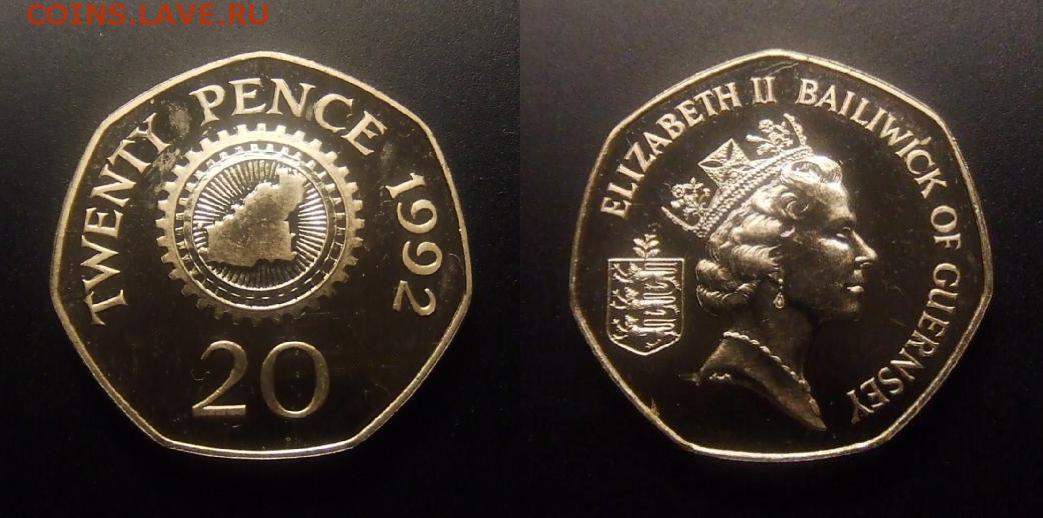 COINS.LAVE.RU
TWENTY PENCE 1992
20
ELIZABETH II BAILIWICK OF GUERNSEY